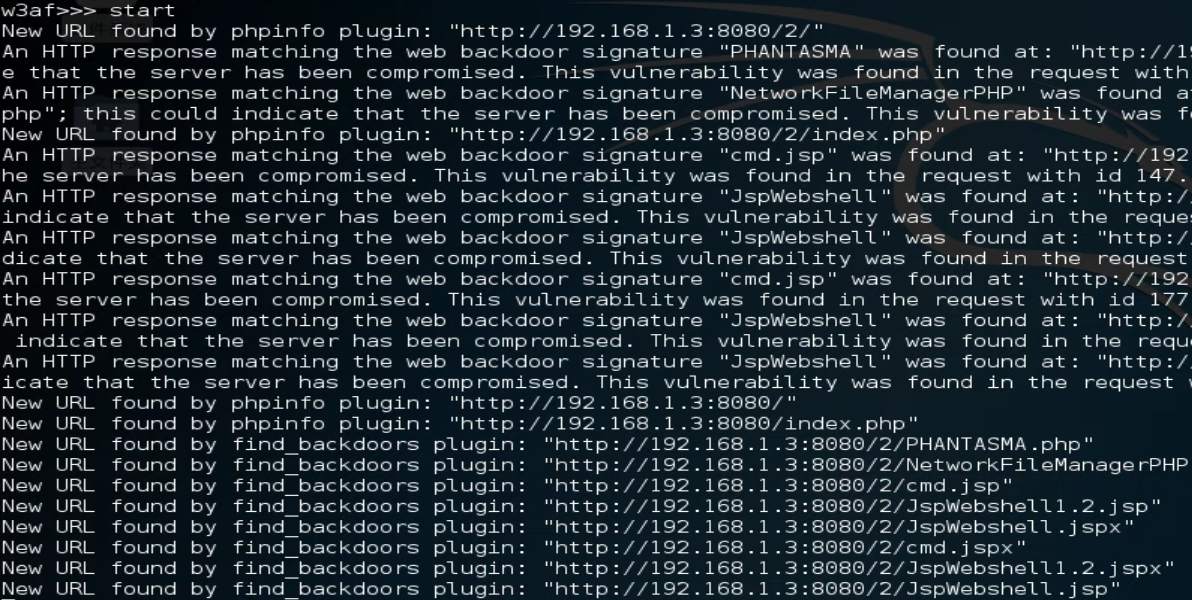 w3af>>> start
New URL found by phpinfo plugin: "http://192.168.1.3:8080/2/"
An HTTP response matching the web backdoor signature "PHANTASMA" was found at: "http://19
e that the server has been compromised. This vulnerability was found in the request with
An HTTP response matching the web backdoor signature "NetworkFileManagerPHP" was found a
php"; this could indicate that the server has been compromised. This vulnerability was f
New URL found by phpinfo plugin: "http://192.168.1.3:8080/2/index.php"
An HTTP response matching the web backdoor signature "cmd.jsp" was found at: "http://192
he server has been compromised. This vulnerability was found in the request with id 147.
An HTTP response matching the web backdoor signature "JspWebshell" was found at: "http:/
indicate that the server has been compromised. This vulnerability was found in the reque
An HTTP response matching the web backdoor signature "JspWebshell" was found at: "http:/
dicate that the server has been compromised. This vulnerability was found in the request
An HTTP response matching the web backdoor signature "cmd.jsp" was found at: "http://192
the server has been compromised. This vulnerability was found in the request with id 177
An HTTP response matching the web backdoor signature "JspWebshell" was found at: "http:/
indicate that the server has been compromised. This vulnerability was found in the requ
An HTTP response matching the web backdoor signature "JspWebshell" was found at: "http:/
icate that the server has been compromised. This vulnerability was found in the request
New URL found by phpinfo plugin: "http://192.168.1.3:8080/"
New URL found by phpinfo plugin: "http://192.168.1.3:8080/index.php"
New URL found by find_backdoors plugin: "http://192.168.1.3:8080/2/PHANTASMA.php"
New URL found by find_backdoors plugin: "http://192.168.1.3:8080/2/NetworkFileManagerPHP
New URL found by find_backdoors plugin: "http://192.168.1.3:8080/2/cmd.jsp"
New URL found by find_backdoors plugin: "http://192.168.1.3:8080/2/JspWebshell1.2.jsp"
New URL found by find_backdoors plugin: "http://192.168.1.3:8080/2/JspWebshell.jspx"
New URL found by find_backdoors plugin: "http://192.168.1.3:8080/2/cmd.jspx"
New URL found by find_backdoors plugin: "http://192.168.1.3:8080/2/JspWebshell1.2.jspx"
New URL found by find_backdoors plugin: "http://192.168.1.3:8080/2/JspWebshell.jsp"